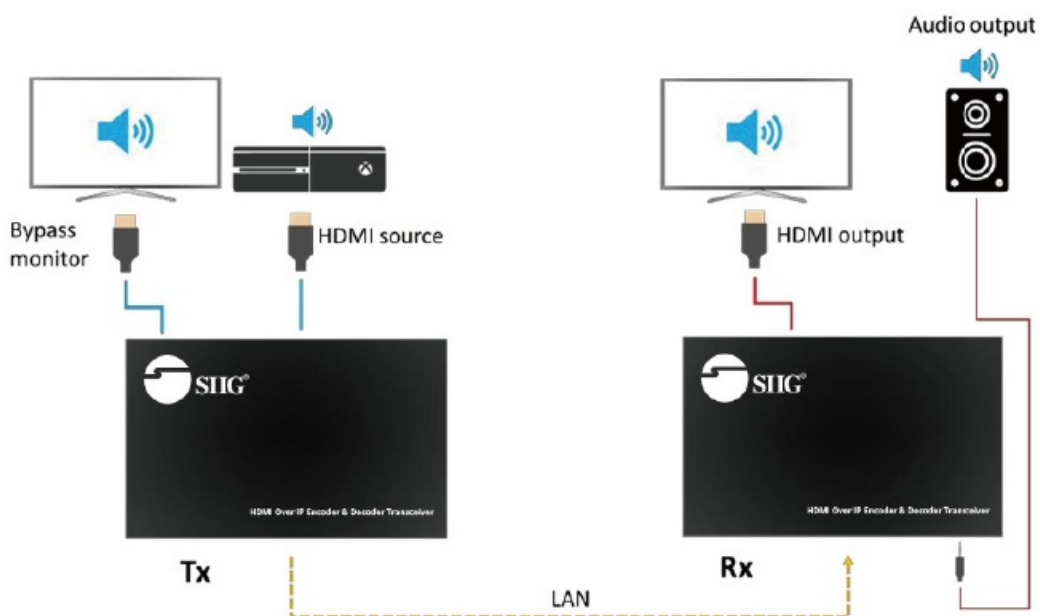 Audio output
Bypass
monitor
HDMI source
HDMI output
SIIG®
HDMI Over IP Encoder & Decoder Transceiver
SIIG®
HDMI Over IP Encoder & Decoder Transceiver
Tx
Rx
LAN